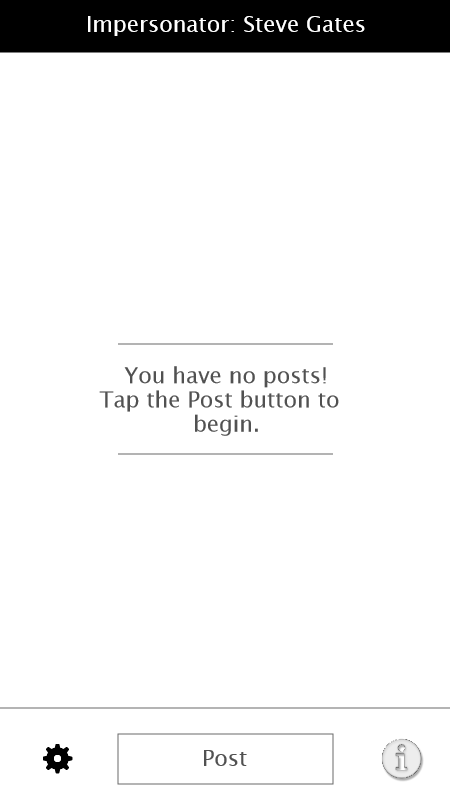 Impersonator: Steve Gates
You have no posts!
Tap the Post button to
begin.
Post